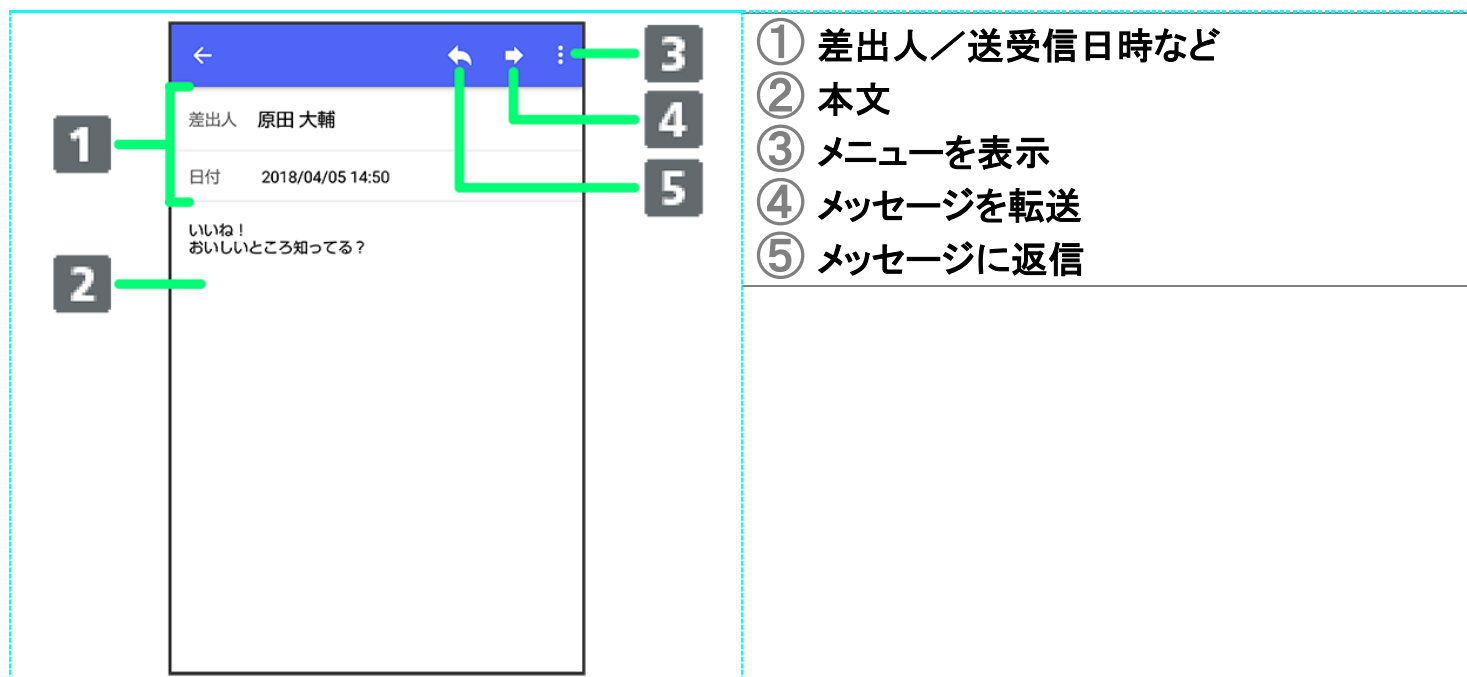 差出人 原田 大輔
日付 2018/04/05 14:50
いいね！
おいしいところ知ってる？
1
2
3
4
5
① 差出人／送受信日時など
② 本文
③ メニューを表示
④ メッセージを転送
⑤ メッセージに返信